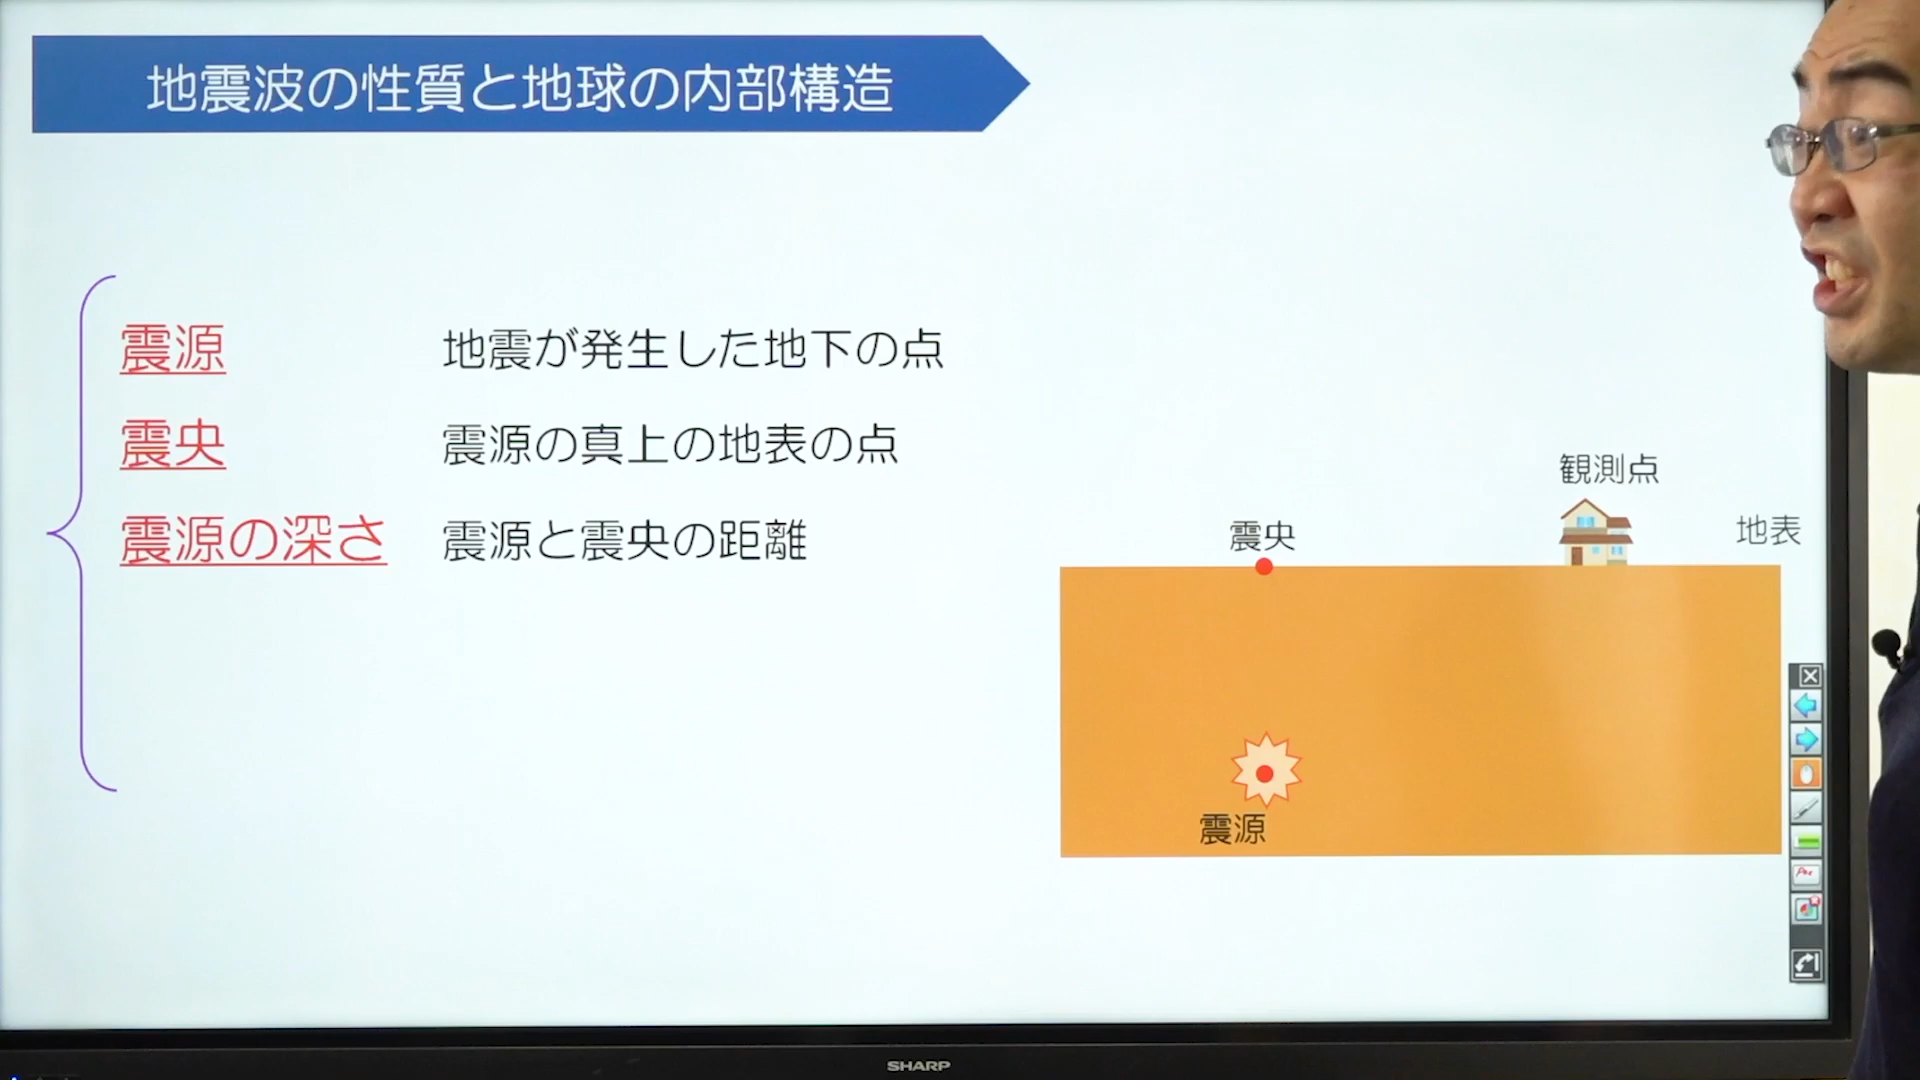 地震波の性質と地球の内部構造
震源 地震が発生した地下の点
震央 震源の真上の地表の点
震源の深さ 震源と震央の距離
観測点
震央
地表
震源
SHARP